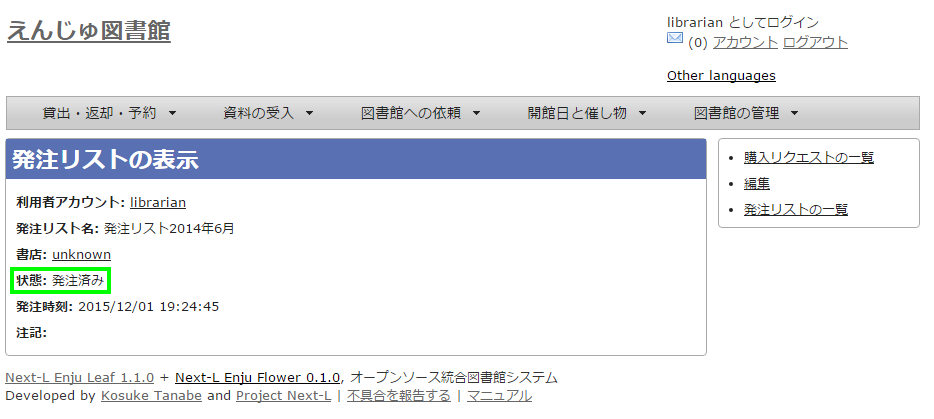 えんじゅ図書館
librarian としてログイン
(0) アカウント ログアウト
Other languages
貸出・返却・予約 資料の受入 図書館への依頼 開館日と催し物 図書館の管理
発注リストの表示
利用者アカウント: librarian
発注リスト名: 発注リスト2014年6月
書店: unknown
状態: 発注済み
発注時刻: 2015/12/01 19:24:45
注記:
購入リクエストの一覧
編集
発注リストの一覧
Next-L Enju Leaf 1.1.0 + Next-L Enju Flower 0.1.0, オープンソース統合図書館システム
Developed by Kosuke Tanabe and Project Next-L | 不具合を報告する | マニュアル